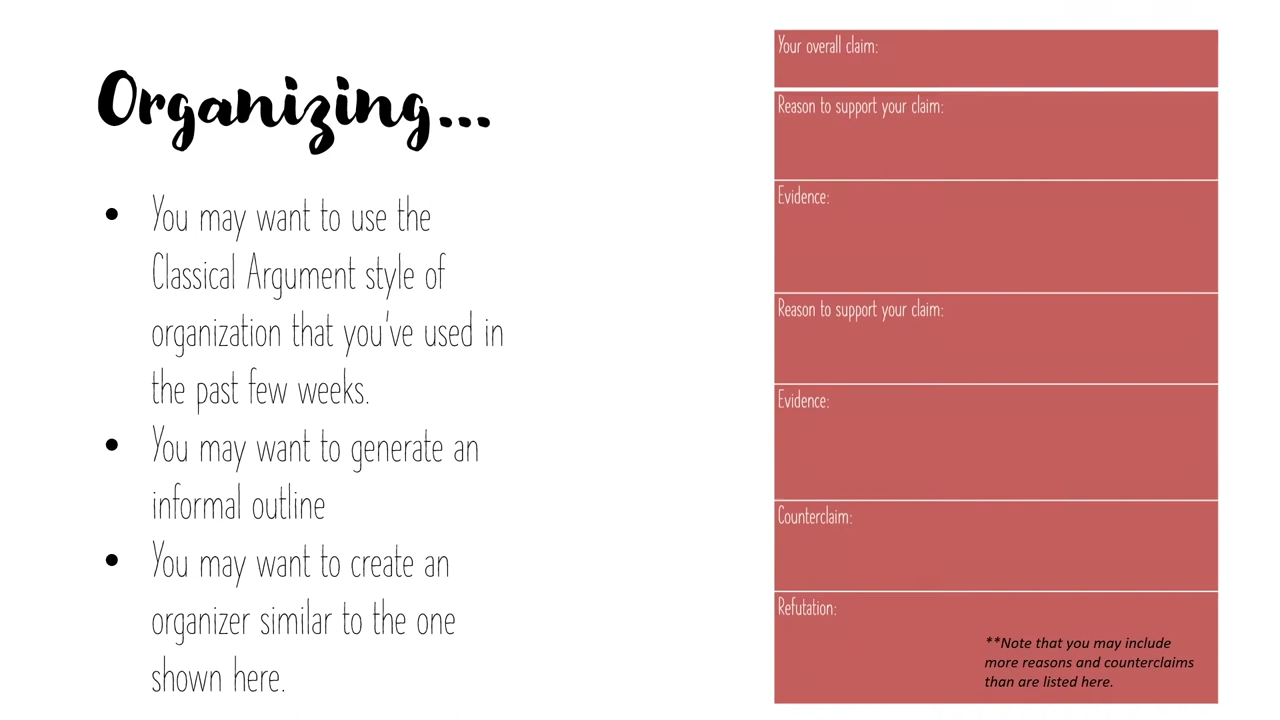 Organizing...
• You may want to use the
Classical Argument style of
organization that you've used in
the past few weeks.
• You may want to generate an
informal outline
• You may want to create an
organizer similar to the one
shown here.
Your overall claim:
Reason to support your claim:
Evidence:
Reason to support your claim:
Evidence:
Counterclaim:
Refutation:
**Note that you may include
more reasons and counterclaims
than are listed here.